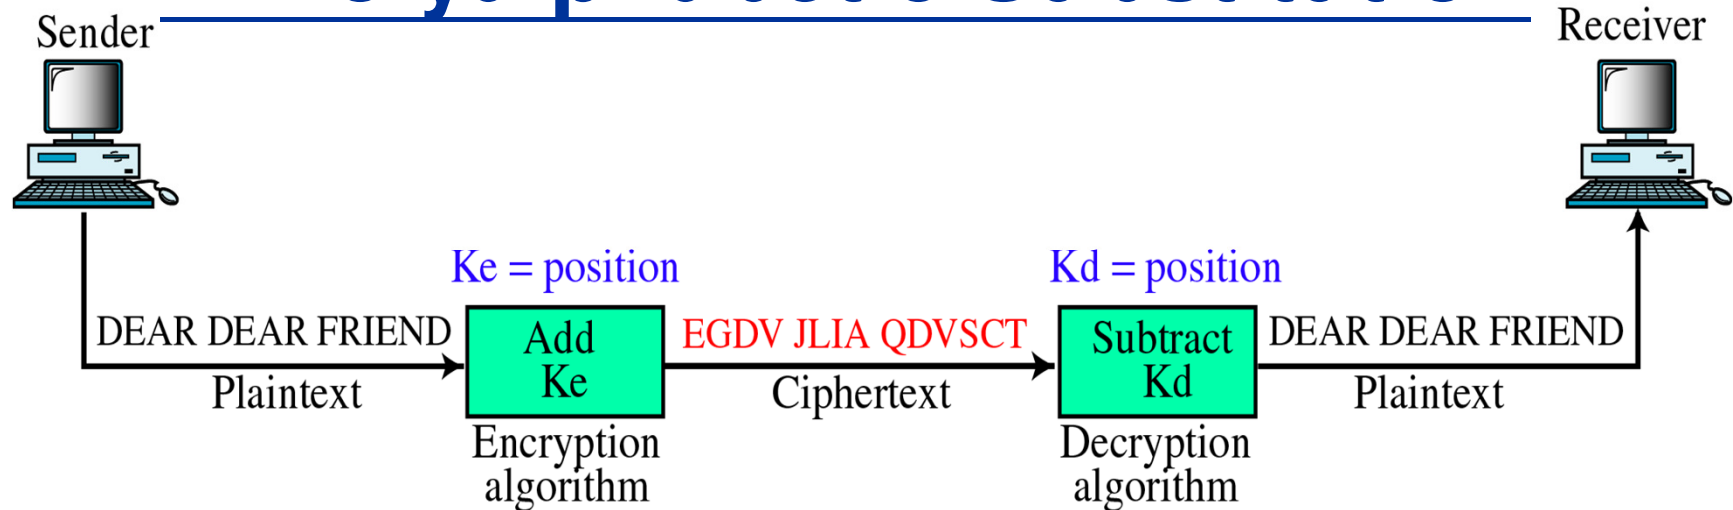 Sender
Receiver
Ke = position
Kd = position
DEAR DEAR FRIEND
Add
Ke
EGDV JLIA QDVSCT
Subtract
Kd
DEAR DEAR FRIEND
Plaintext
Ciphertext
Plaintext
Encryption
algorithm
Decryption
algorithm